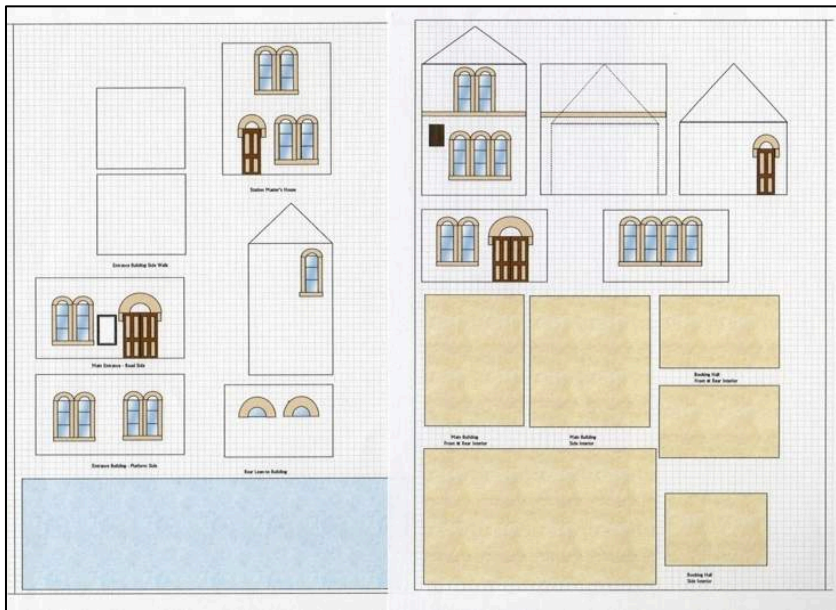 Station Master's House
Entrance Building Side Walls
Main Entrance - Road Side
Entrance Building - Platform Side
Rear Lean-to Building
Main Building
Front & Rear Interior
Main Building
Side Interior
Booking Hall
Front & Rear Interior
Booking Hall
Side Interior